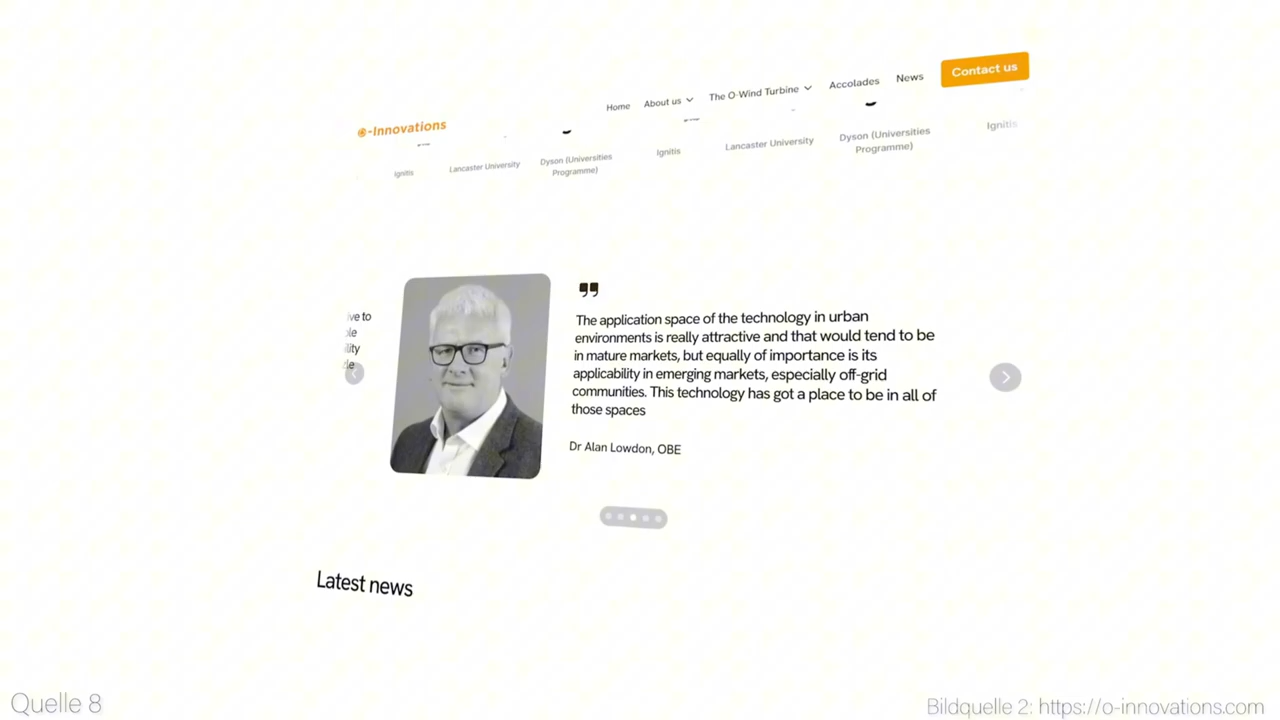 Home About us The O-Wind Turbine Accolades News Contact us
e-Innovations
Ignitis Lancaster University Dyson (Universities Programme) Ignitis Lancaster University Dyson (Universities Programme) Ignitis
The application space of the technology in urban
environments is really attractive and that would tend to be
in mature markets, but equally of importance is its
applicability in emerging markets, especially off-grid
communities. This technology has got a place to be in all of
those spaces
Dr Alan Lowdon, OBE
ive to
Latest news
Quelle 8
Bildquelle 2: https://o-innovations.com